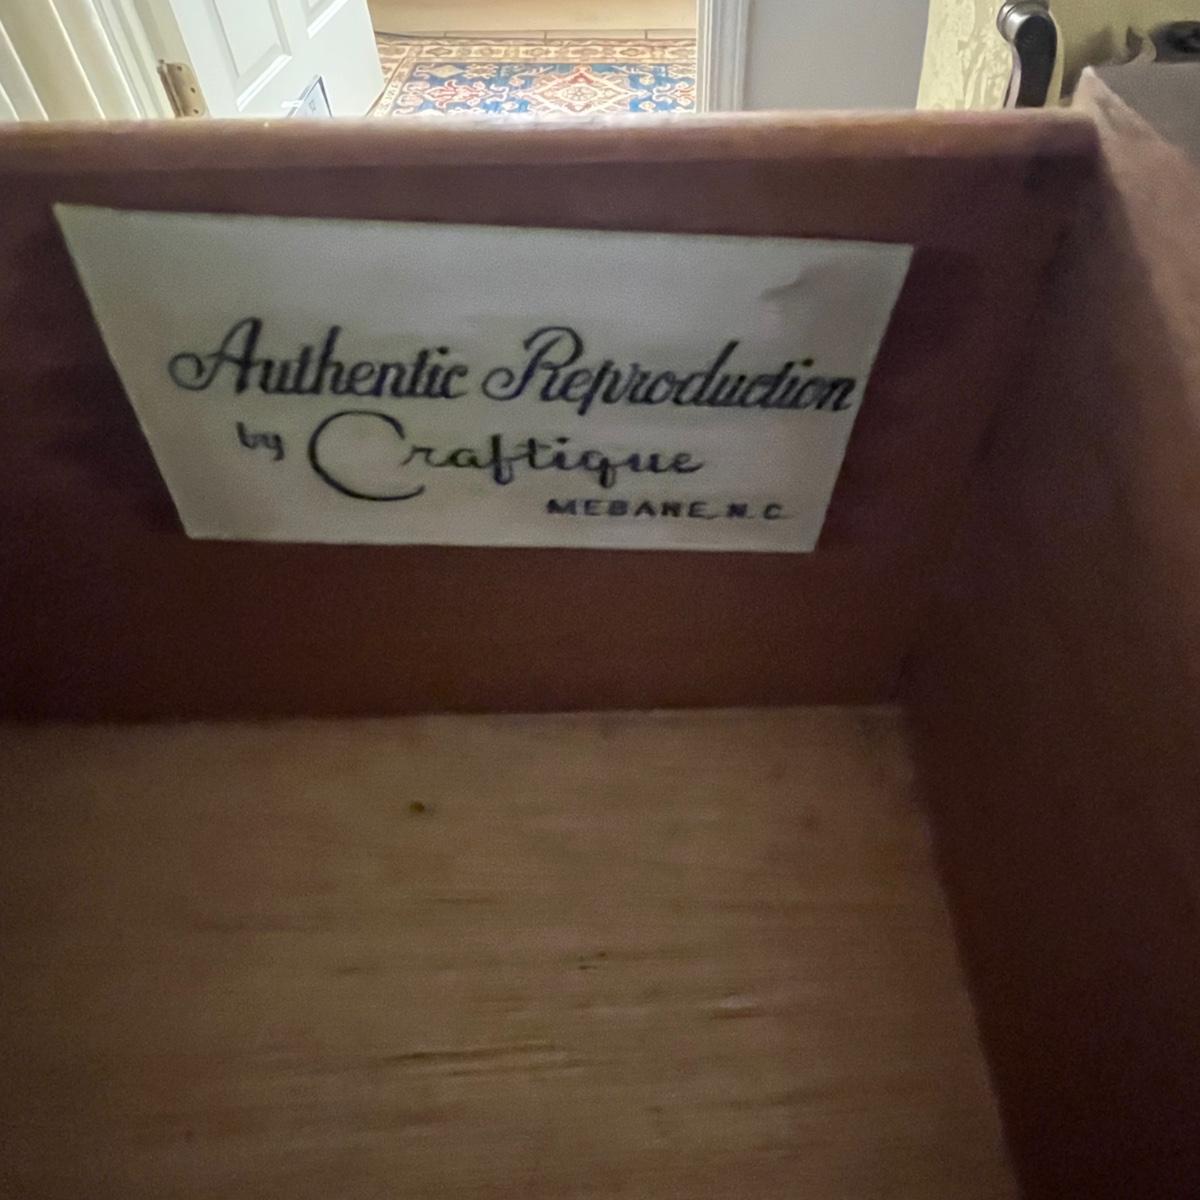 Authentic Reproduction
by Craftique
MEBANE, N.C.